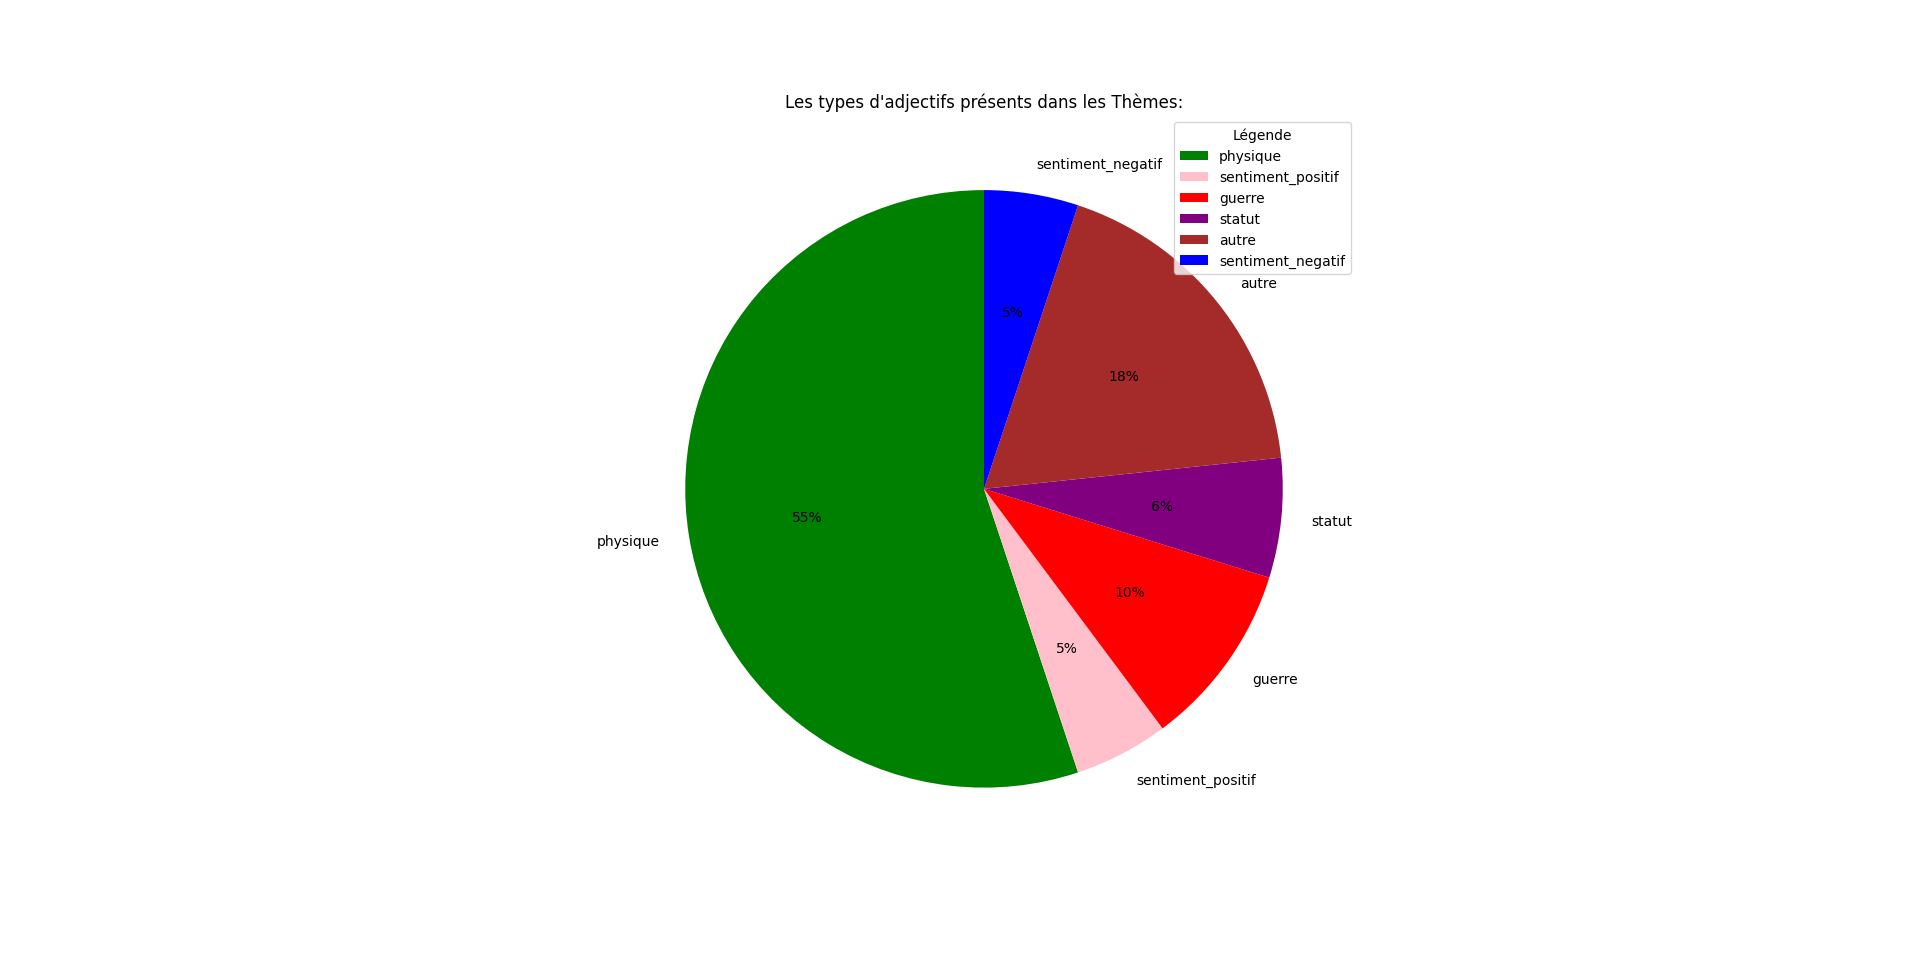 Les types d'adjectifs présents dans les Thèmes:
Légende
physique
sentiment_positif
guerre
statut
autre
sentiment_negatif
sentiment_negatif
autre
5%
18%
6%
statut
55%
physique
10%
guerre
5%
sentiment_positif